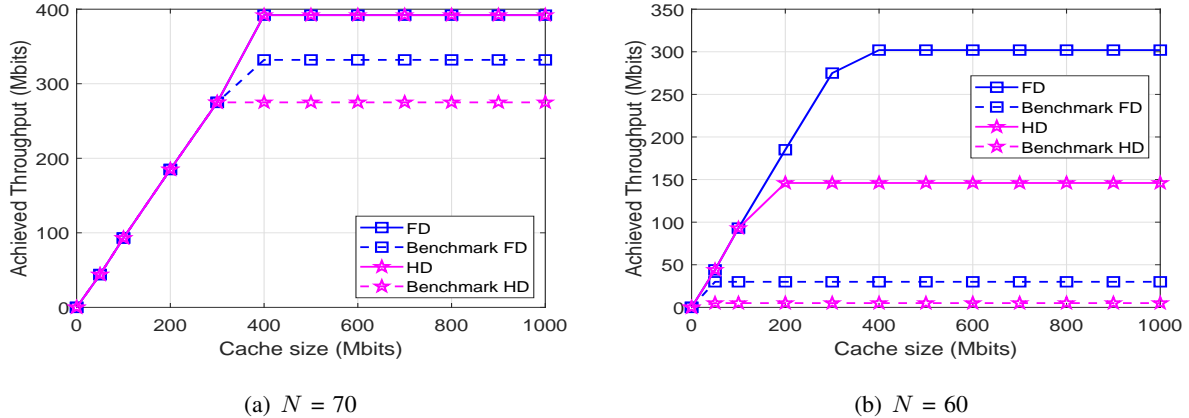 400
300
200
100
0
Achieved Throughput (Mbits)
0 200 400 600 800 1000
Cache size (Mbits)
FD
Benchmark FD
HD
Benchmark HD
(a) N = 70
350
300
250
200
150
100
50
0
Achieved Throughput (Mbits)
0 200 400 600 800 1000
Cache size (Mbits)
FD
Benchmark FD
HD
Benchmark HD
(b) N = 60